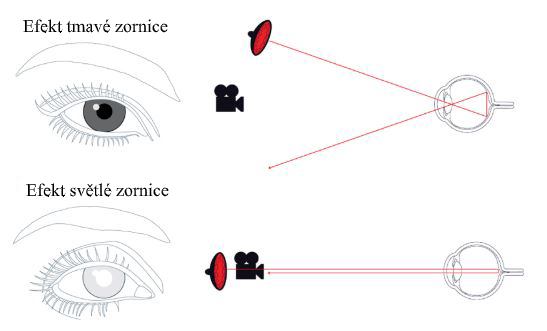 Efekt tmavé zornice
Efekt světlé zornice